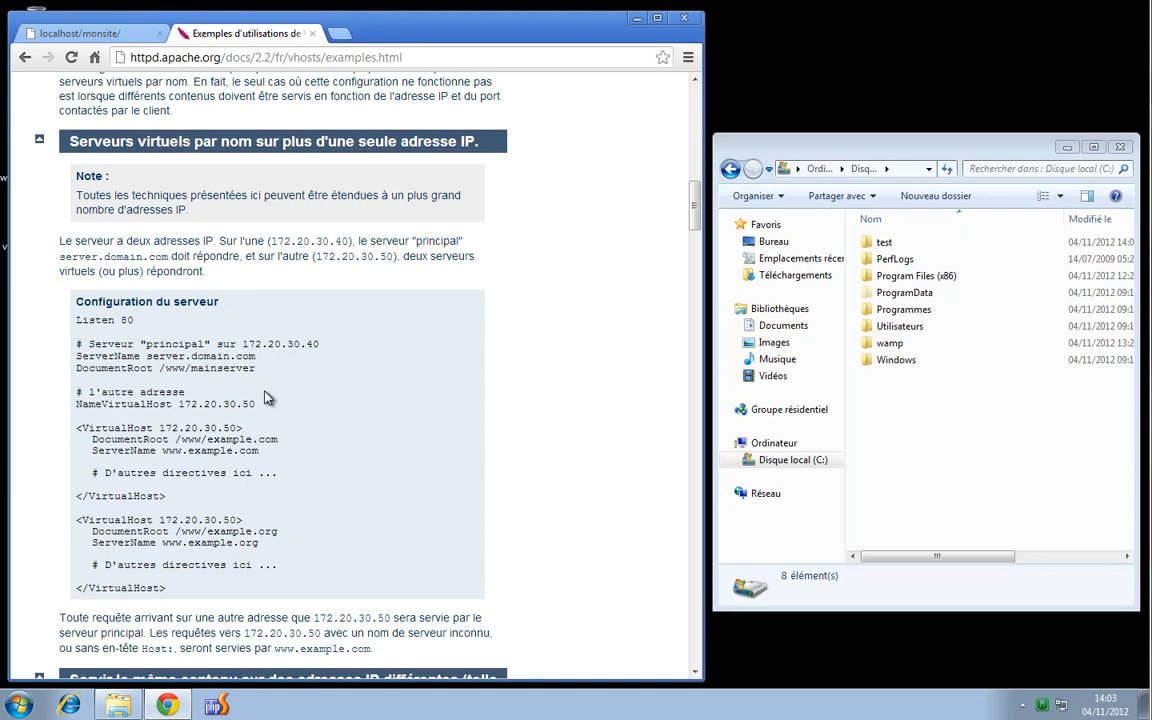 localhost/monsite/
Exemples d'utilisations de
httpd.apache.org/docs/2.2/fr/vhosts/examples.html
serveurs virtuels par nom. En fait, le seul cas où cette configuration ne fonctionne pas
est lorsque différents contenus doivent être servis en fonction de l'adresse IP et du port
contactés par le client.
Serveurs virtuels par nom sur plus d'une seule adresse IP.
Note :
Toutes les techniques présentées ici peuvent être étendues à un plus grand
nombre d'adresses IP.
Le serveur a deux adresses IP. Sur l'une (172.20.30.40), le serveur "principal"
server.domain.com doit répondre, et sur l'autre (172.20.30.50), deux serveurs
virtuels (ou plus) répondront.
Configuration du serveur
Listen 80
# Serveur "principal" sur 172.20.30.40
ServerName server.domain.com
DocumentRoot /www/mainserver
# l'autre adresse
NameVirtualHost 172.20.30.50
<VirtualHost 172.20.30.50>
DocumentRoot /www/example.com
ServerName www.example.com
# D'autres directives ici ...
</VirtualHost>
<VirtualHost 172.20.30.50>
DocumentRoot /www/example.org
ServerName www.example.org
# D'autres directives ici ...
</VirtualHost>
Toute requête arrivant sur une autre adresse que 172.20.30.50 sera servie par le
serveur principal. Les requêtes vers 172.20.30.50 avec un nom de serveur inconnu,
ou sans en-tête Host:, seront servies par www.example.com.
Servir le même contenu sur des adresses IP différentes (telle
Ordi... Disq...
Rechercher dans : Disque local (C:)
Organiser Partager avec Nouveau dossier
Favoris
Bureau
Emplacements récer
Téléchargements
Bibliothèques
Documents
Images
Musique
Vidéos
Groupe résidentiel
Ordinateur
Disque local (C:)
Réseau
Nom Modifié le
test 04/11/2012 14:0
PerfLogs 14/07/2009 05:2
Program Files (x86) 04/11/2012 12:2
ProgramData 04/11/2012 09:1
Programmes 04/11/2012 09:1
Utilisateurs 04/11/2012 09:1
wamp 04/11/2012 13:2
Windows 04/11/2012 09:1
8 élément(s)
php
14:03
04/11/2012